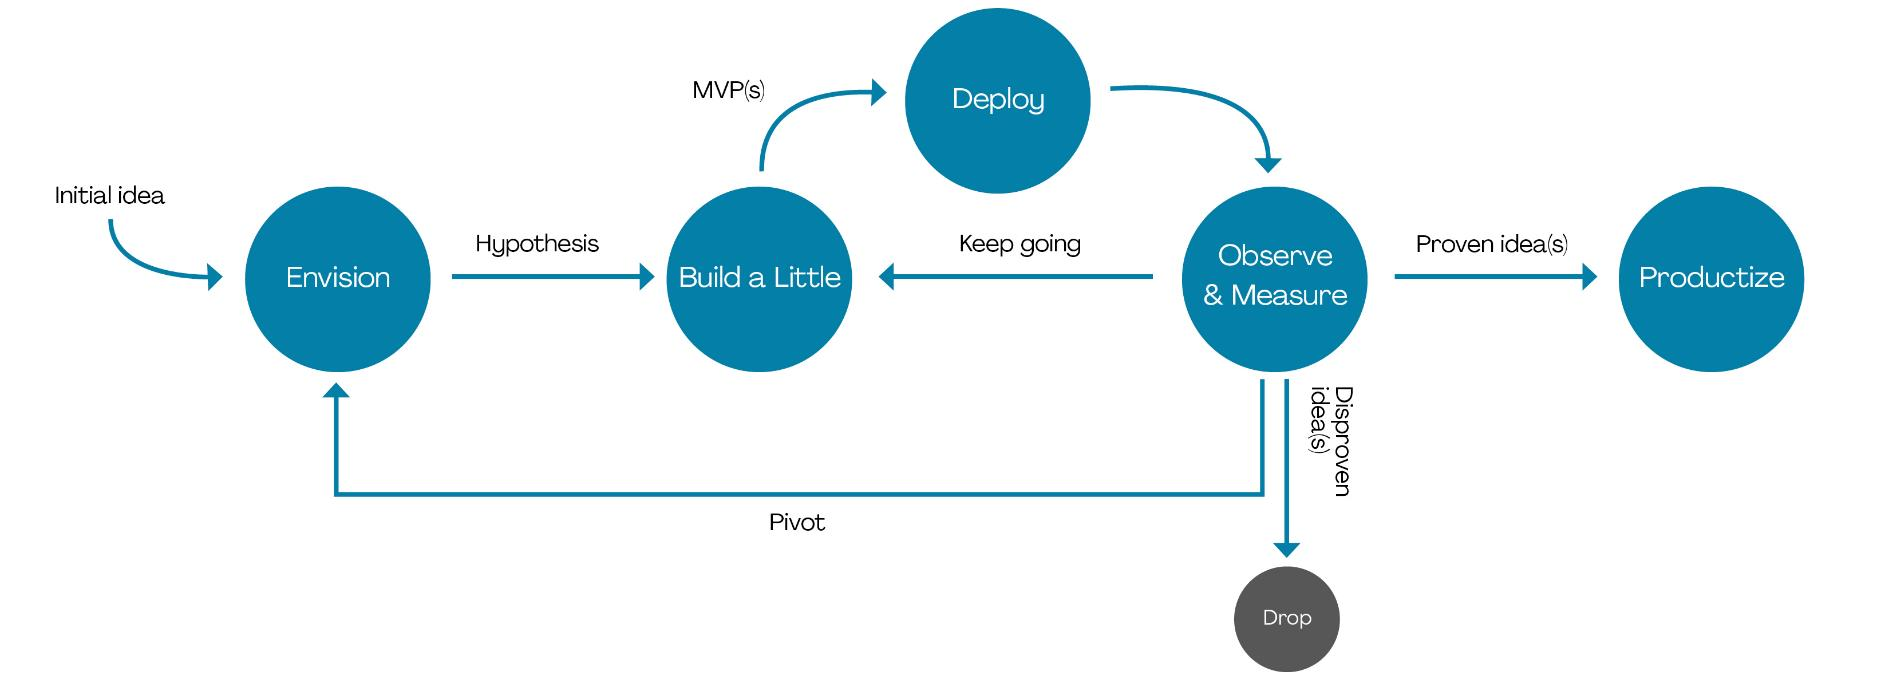 Initial idea
Envision
Hypothesis
Build a Little
MVP(s)
Deploy
Keep going
Observe
& Measure
Proven idea(s)
Productize
Disproven
idea(s)
Pivot
Drop